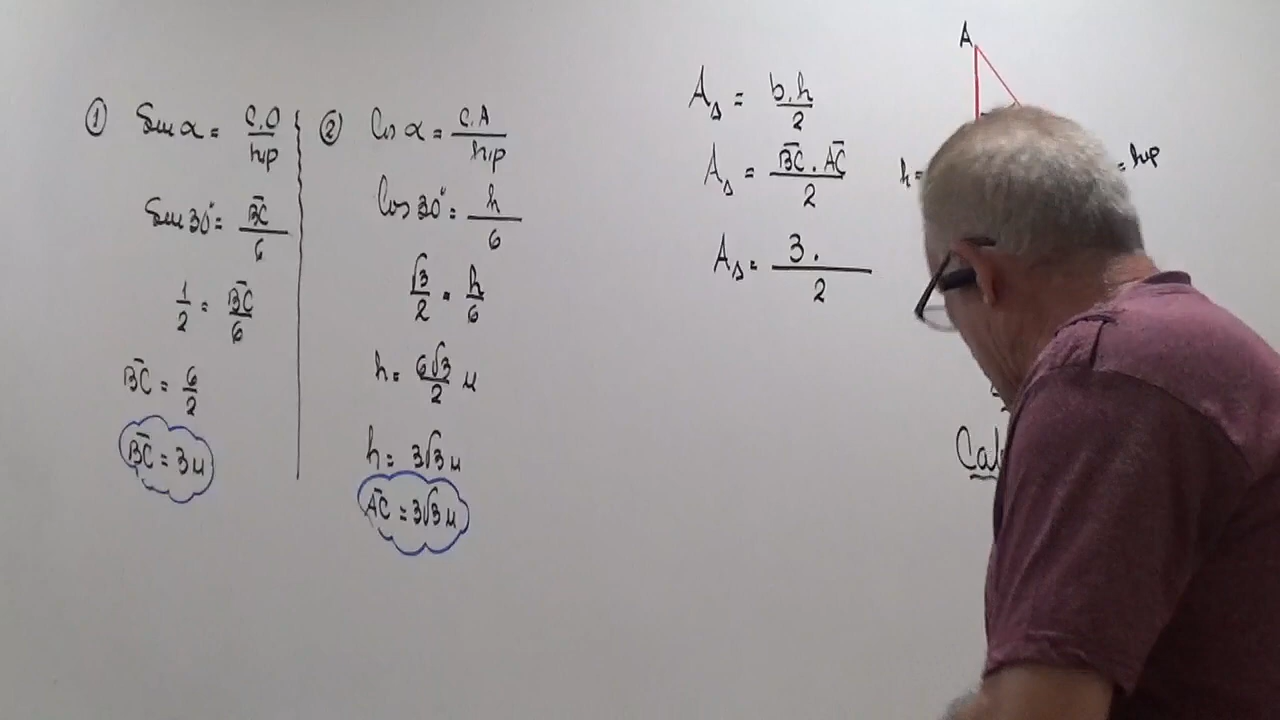 ① Sen α = C.O / hip
Sen 30° = BC̅ / 6
1/2 = BC̅ / 6
BC̅ = 6/2
BC̅ = 3u
② Cos α = C.A / hip
Cos 30° = h / 6
√3/2 = h/6
h = 6√3/2 u
h = 3√3 u
AC̅ = 3√3 u
A△ = b.h / 2
A△ = BC̅ . AC̅ / 2
A△ = 3. / 2
A
h =
= hip